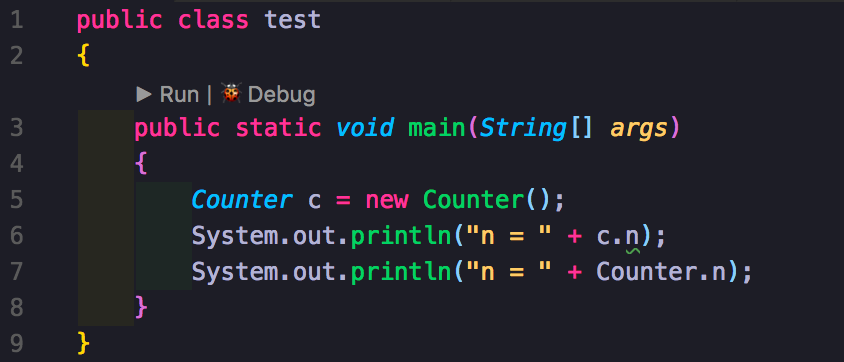 1 public class test
2 {
▶ Run | 🐞 Debug
3 public static void main(String[] args)
4 {
5 Counter c = new Counter();
6 System.out.println("n = " + c.n);
7 System.out.println("n = " + Counter.n);
8 }
9 }